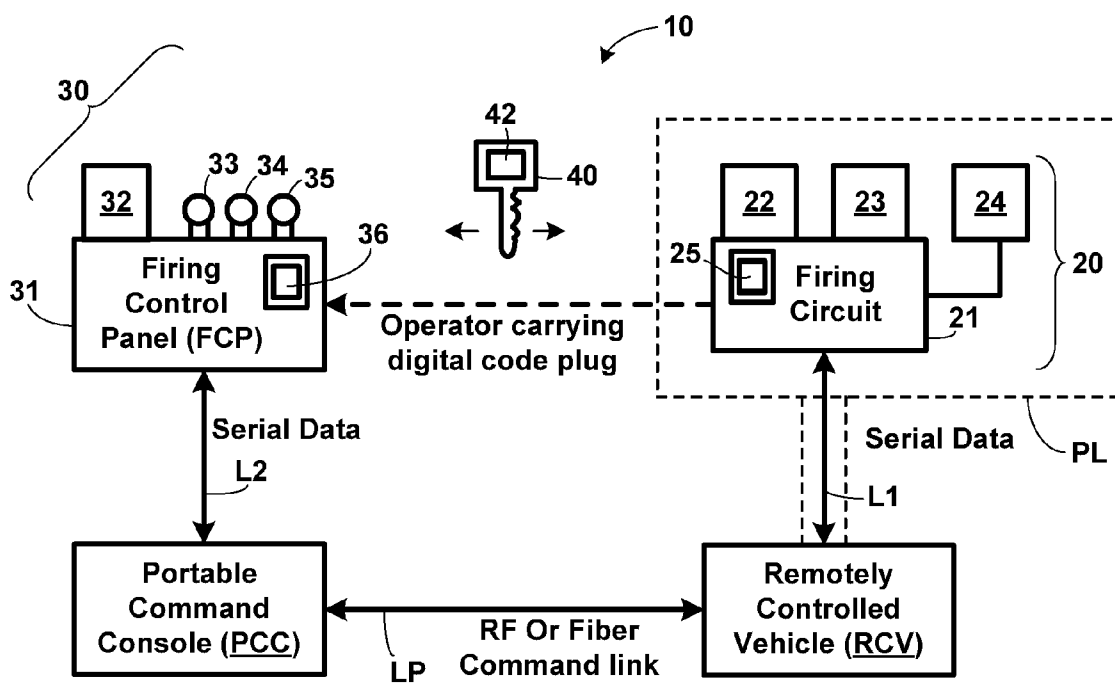 10
30
42
40
33
34
35
32
36
31
Firing
Control
Panel (FCP)
22
23
24
25
Firing
Circuit
20
21
Operator carrying
digital code plug
Serial Data
L2
Serial Data
L1
PL
Portable
Command
Console (PCC)
RF Or Fiber
Command link
LP
Remotely
Controlled
Vehicle (RCV)